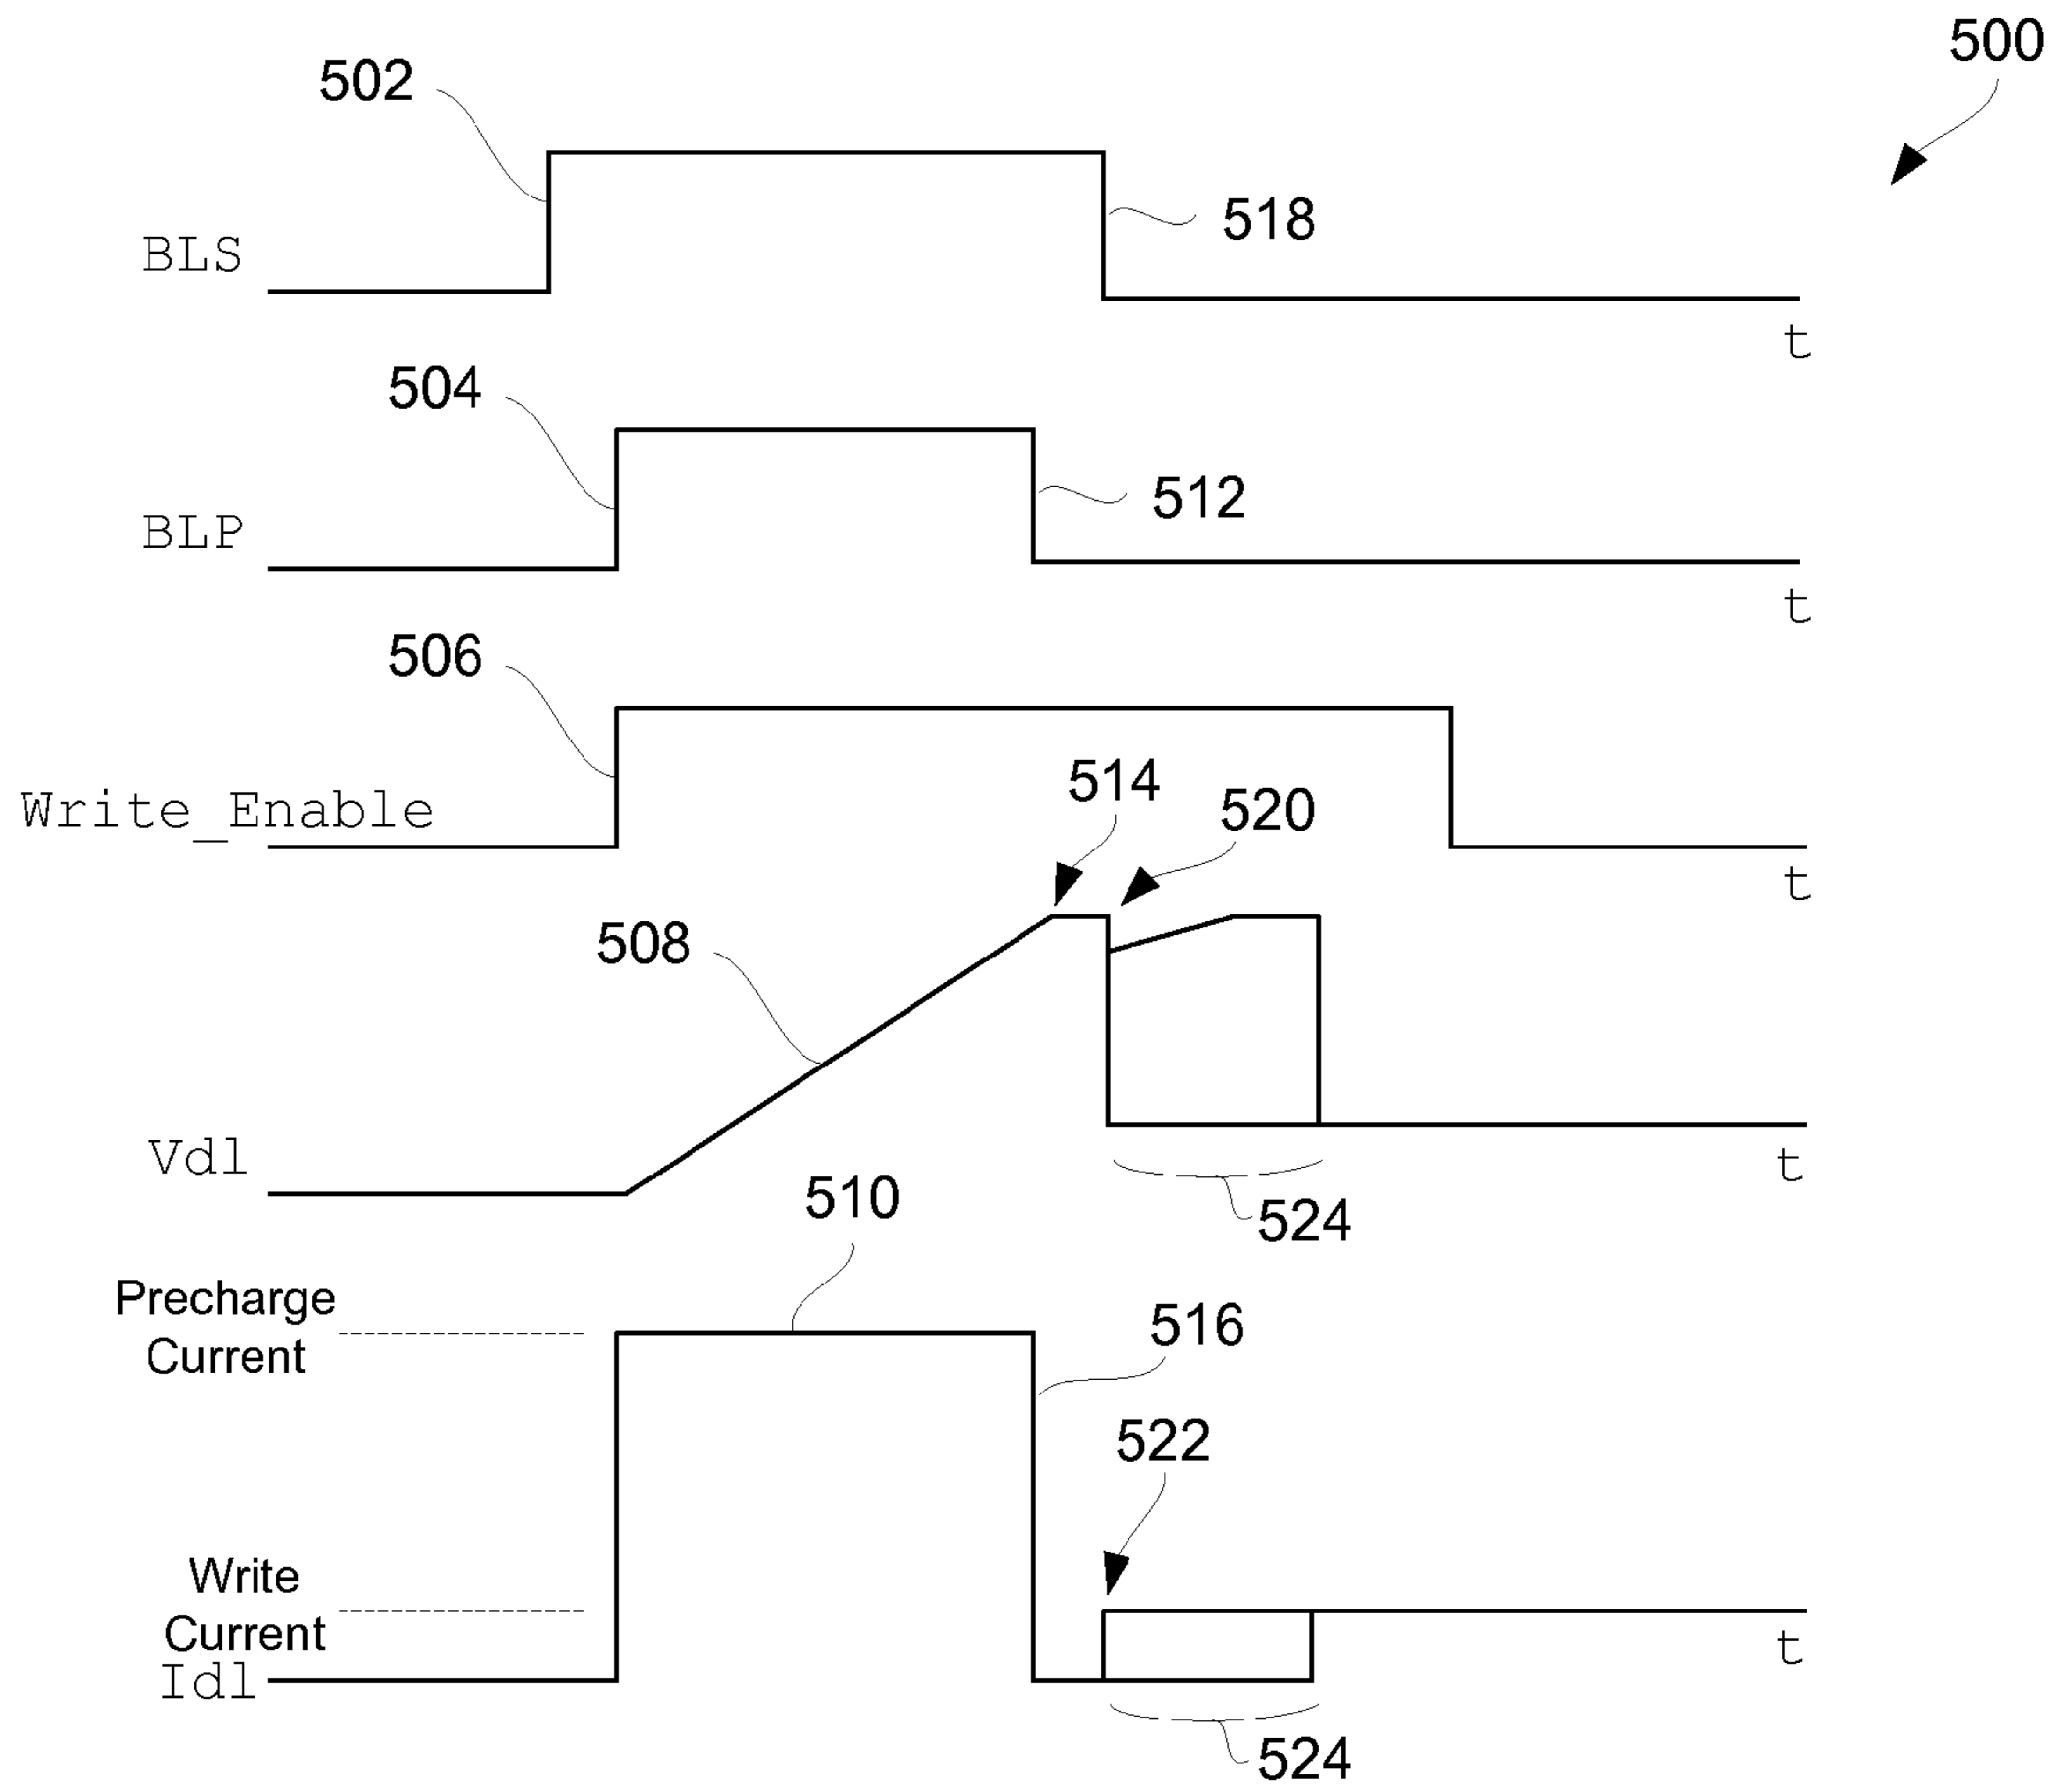 500
502
518
BLS
t
504
512
BLP
t
506
514
520
Write_Enable
t
508
Vdl
t
510
524
Precharge
Current
516
522
Write
Current
t
Idl
524